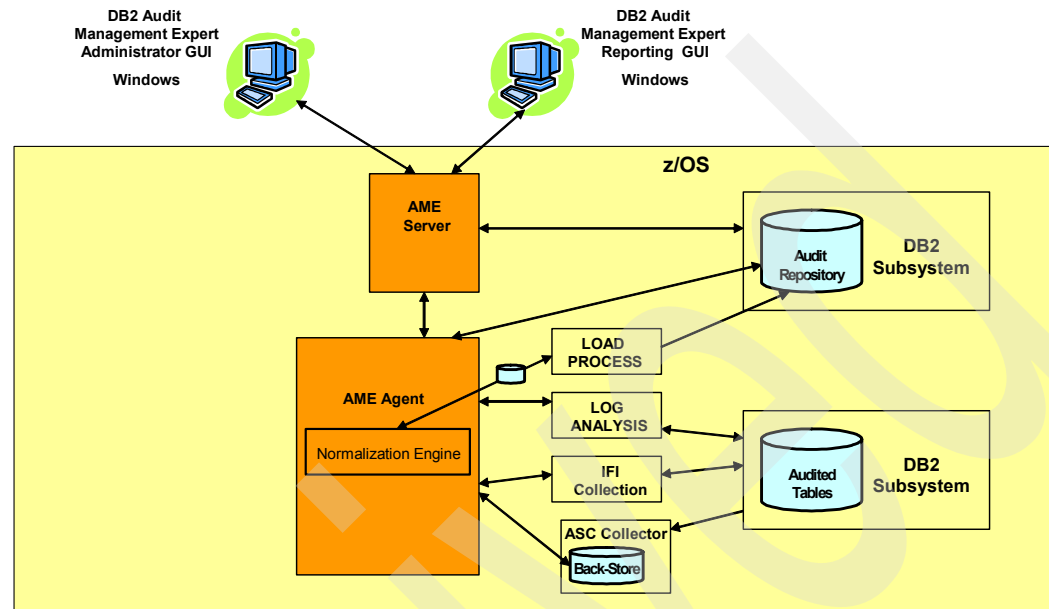 DB2 Audit
Management Expert
Administrator GUI
Windows
DB2 Audit
Management Expert
Reporting GUI
Windows
z/OS
AME
Server
Audit
Repository
DB2
Subsystem
LOAD
PROCESS
AME Agent
LOG
ANALYSIS
Normalization Engine
IFI
Collection
Audited
Tables
DB2
Subsystem
ASC Collector
Back-Store